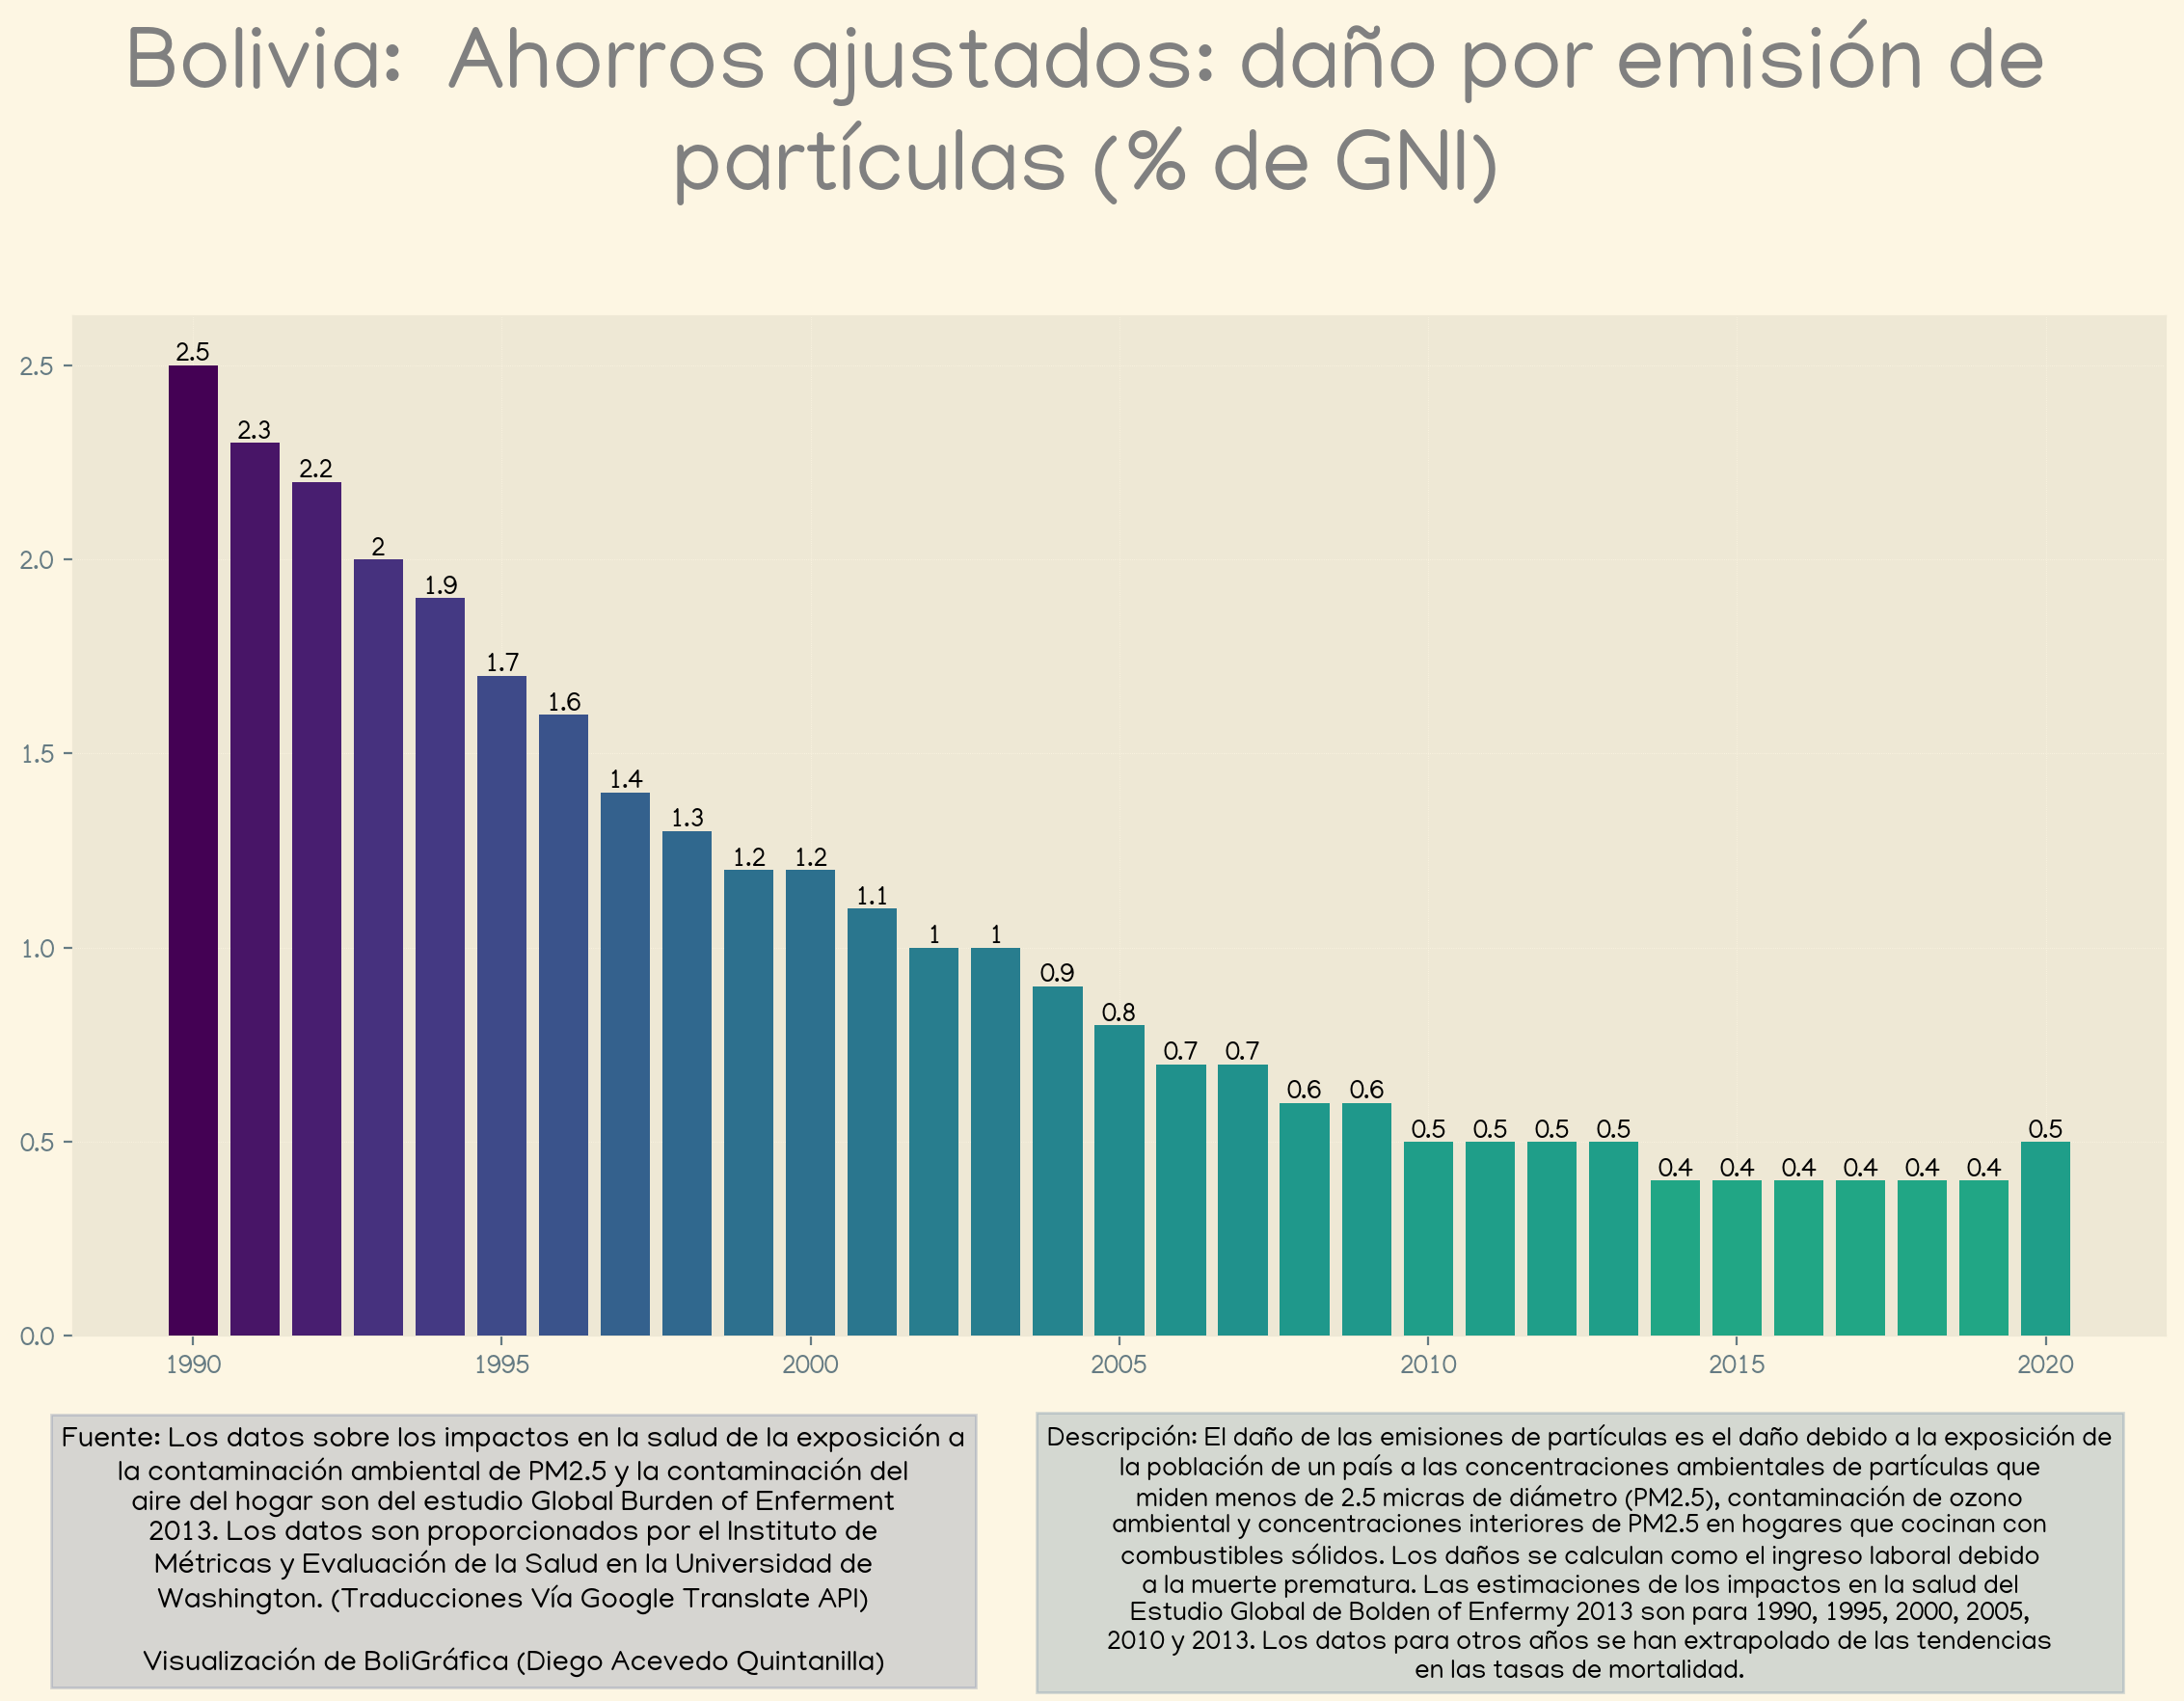 Bolivia:  Ahorros ajustados: daño por emisión de
partículas (% de GNI)
2.5
2.3
2.2
2
1.9
1.7
1.6
1.4
1.3
1.2
1.2
1.1
1
1
0.9
0.8
0.7
0.7
0.6
0.6
0.5
0.5
0.5
0.5
0.4
0.4
0.4
0.4
0.4
0.4
0.5
2.5
2.0
1.5
1.0
0.5
0.0
1990
1995
2000
2005
2010
2015
2020
Fuente: Los datos sobre los impactos en la salud de la exposición a
la contaminación ambiental de PM2.5 y la contaminación del
aire del hogar son del estudio Global Burden of Enferment
2013. Los datos son proporcionados por el Instituto de
Métricas y Evaluación de la Salud en la Universidad de
Washington. (Traducciones Vía Google Translate API)
Visualización de BoliGráfica (Diego Acevedo Quintanilla)
Descripción: El daño de las emisiones de partículas es el daño debido a la exposición de
la población de un país a las concentraciones ambientales de partículas que
miden menos de 2.5 micras de diámetro (PM2.5), contaminación de ozono
ambiental y concentraciones interiores de PM2.5 en hogares que cocinan con
combustibles sólidos. Los daños se calculan como el ingreso laboral debido
a la muerte prematura. Las estimaciones de los impactos en la salud del
Estudio Global de Bolden of Enfermy 2013 son para 1990, 1995, 2000, 2005,
2010 y 2013. Los datos para otros años se han extrapolado de las tendencias
en las tasas de mortalidad.